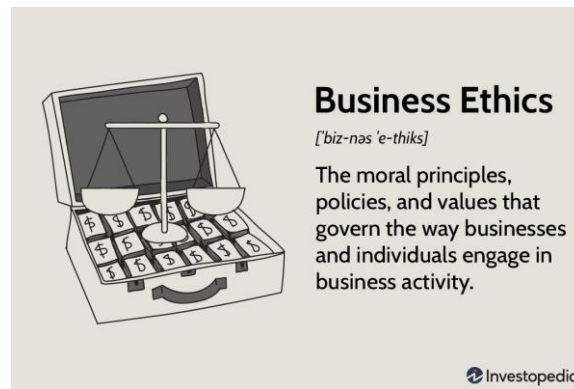 Business Ethics
['biz-nəs 'e-thiks]
The moral principles,
policies, and values that
govern the way businesses
and individuals engage in
business activity.
$ $ $ $ $
$ $ $ $ $ $
$ $ $ $ $ $
Investopedia